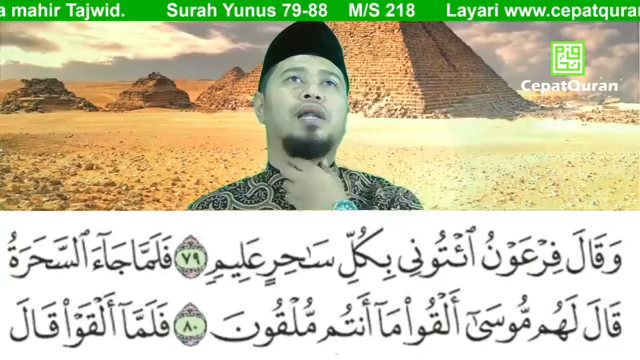 a mahir Tajwid. Surah Yunus 79-88 M/S 218 Layari www.cepatquran
CepatQuran
وَقَالَ فِرْعَوْنُ ٱئْتُونِي بِكُلِّ سَـٰحِرٍ عَلِيمٖ ٧٩ فَلَمَّا جَآءَ ٱلسَّحَرَةُ
قَالَ لَهُم مُّوسَىٰٓ أَلْقُوا۟ مَآ أَنتُم مُّلْقُونَ ٨٠ فَلَمَّآ أَلْقَوْا۟ قَالَ